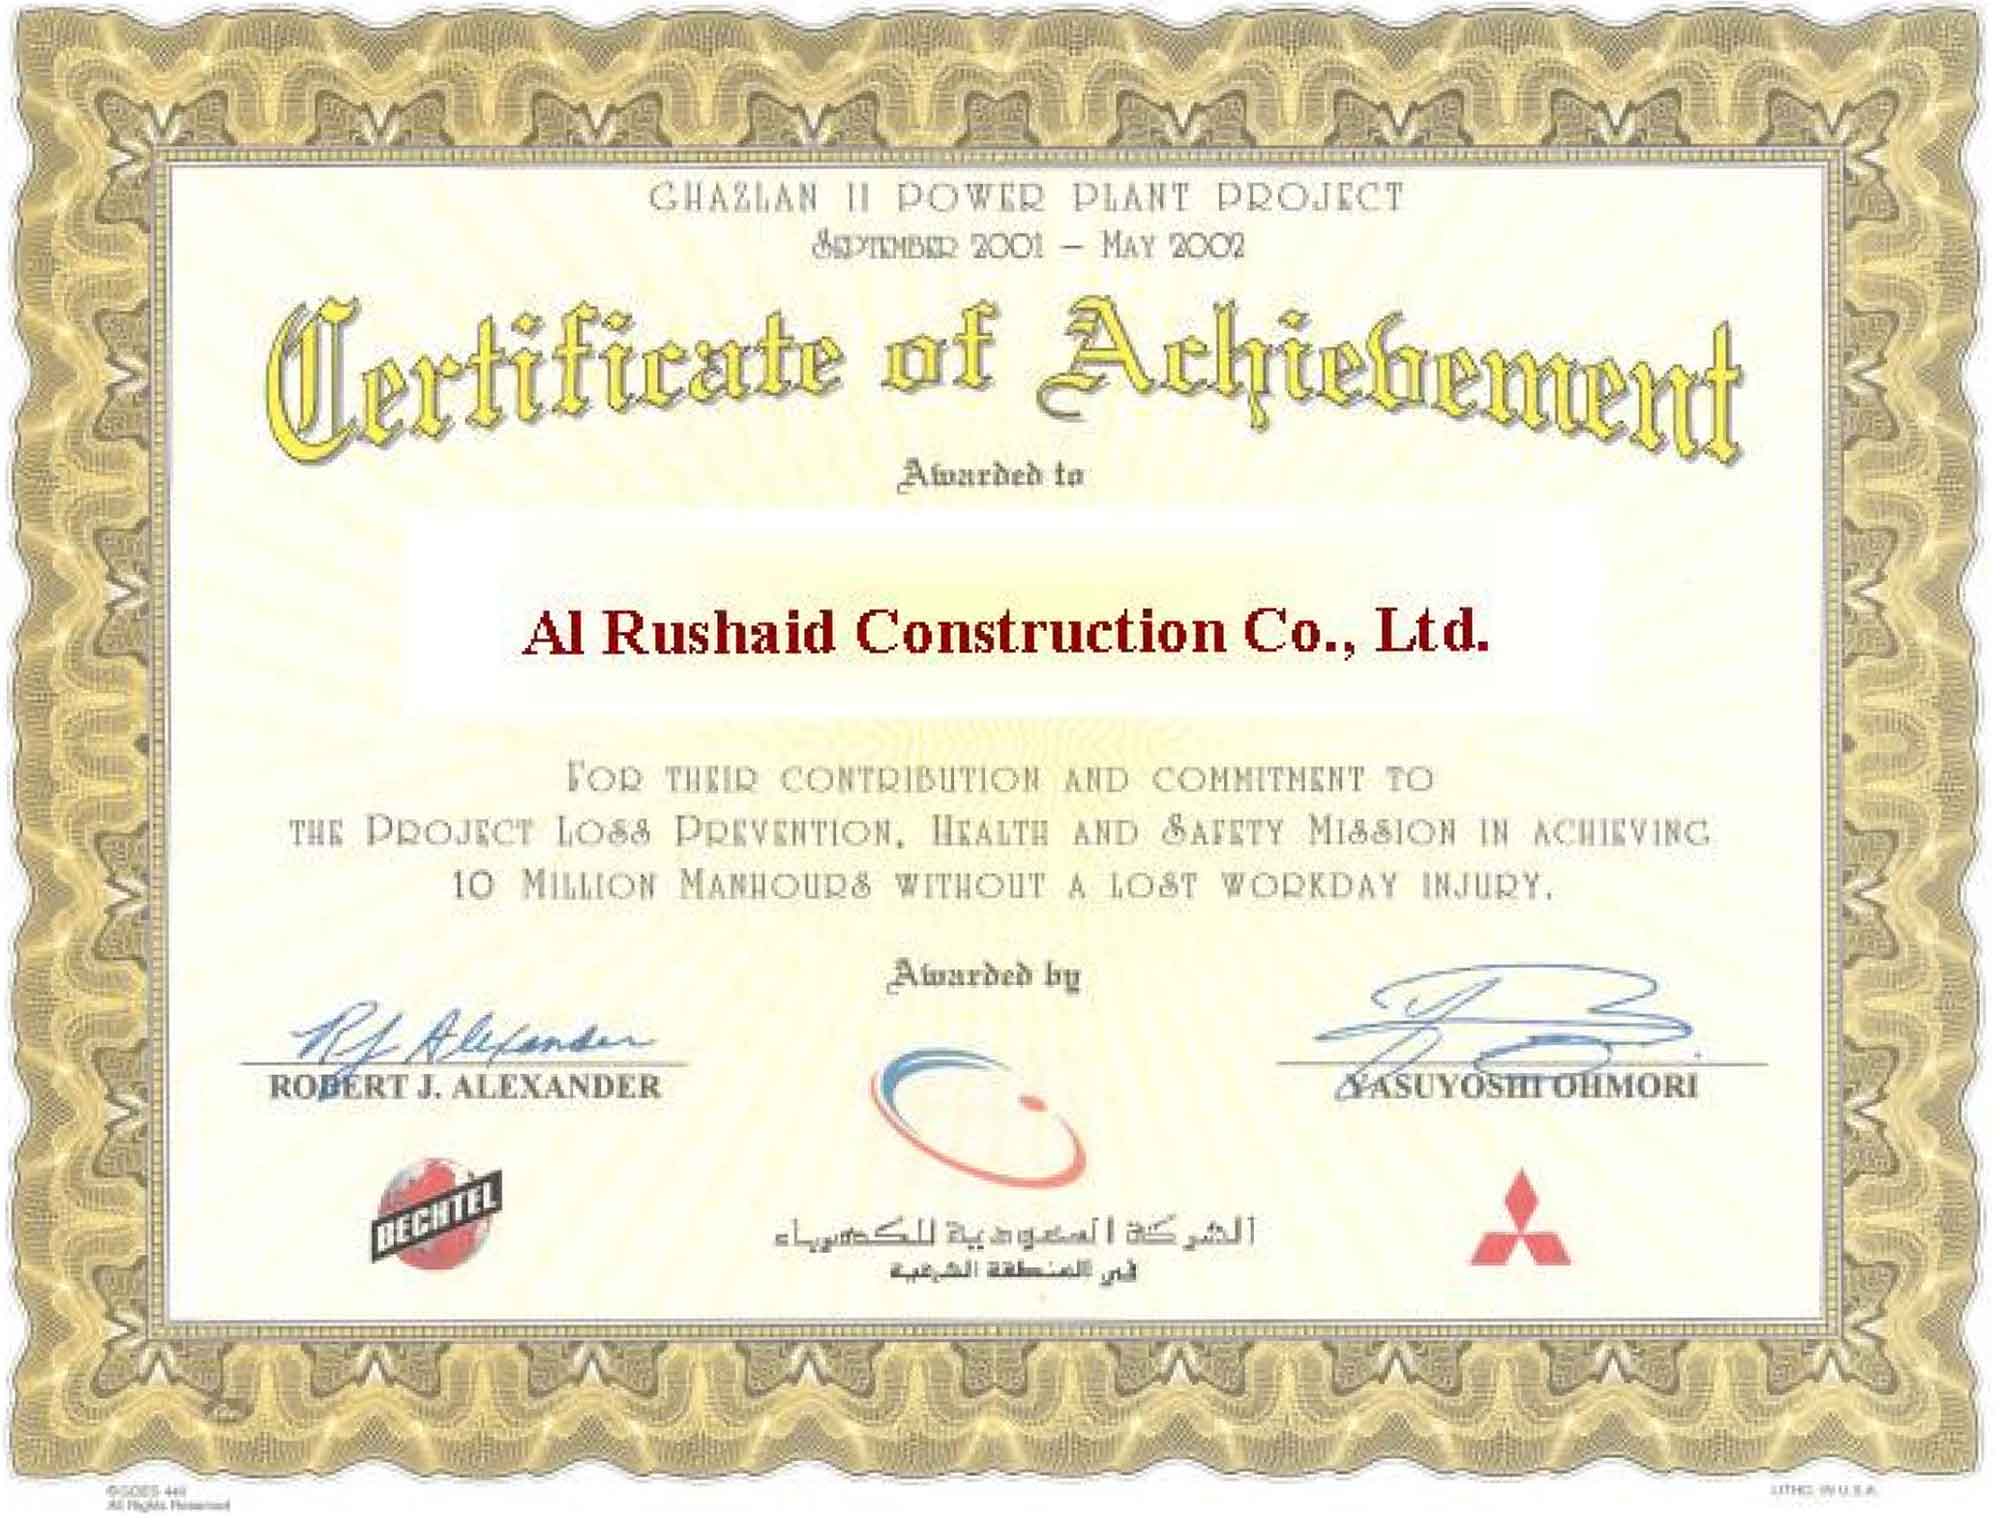 GHAZLAN II POWER PLANT PROJECT
SEPTEMBER 2001 – MAY 2002
Certificate of Achievement
Awarded to
Al Rushaid Construction Co., Ltd.
FOR THEIR CONTRIBUTION AND COMMITMENT TO
THE PROJECT LOSS PREVENTION, HEALTH AND SAFETY MISSION IN ACHIEVING
10 MILLION MANHOURS WITHOUT A LOST WORKDAY INJURY.
Awarded by
RJ Alexander
ROBERT J. ALEXANDER
YASUYOSHI OHMORI
BECHTEL
الشركة السعودية للكهرباء
في المنطقة الشرقية
©GOES 440
All Rights Reserved
LITHO. IN U.S.A.